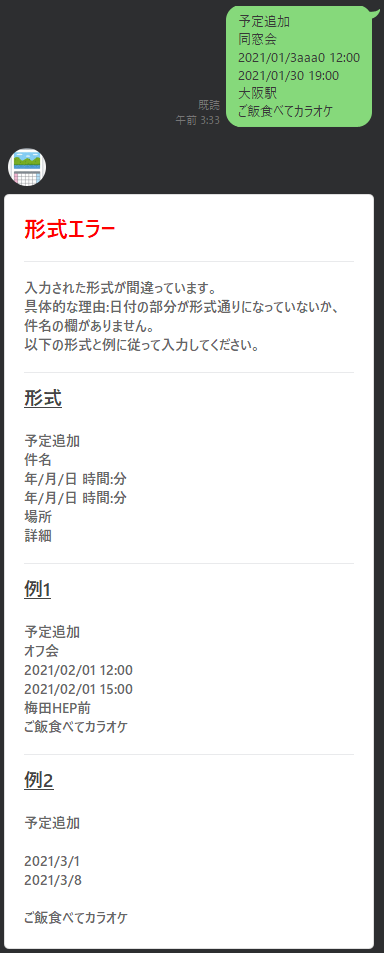 予定追加
同窓会
2021/01/3aaa0 12:00
2021/01/30 19:00
大阪駅
ご飯食べてカラオケ
既読
午前 3:33
形式エラー
入力された形式が間違っています。
具体的な理由:日付の部分が形式通りになっていないか、
件名の欄がありません。
以下の形式と例に従って入力してください。
形式
予定追加
件名
年/月/日 時間:分
年/月/日 時間:分
場所
詳細
例1
予定追加
オフ会
2021/02/01 12:00
2021/02/01 15:00
梅田HEP前
ご飯食べてカラオケ
例2
予定追加
2021/3/1
2021/3/8
ご飯食べてカラオケ